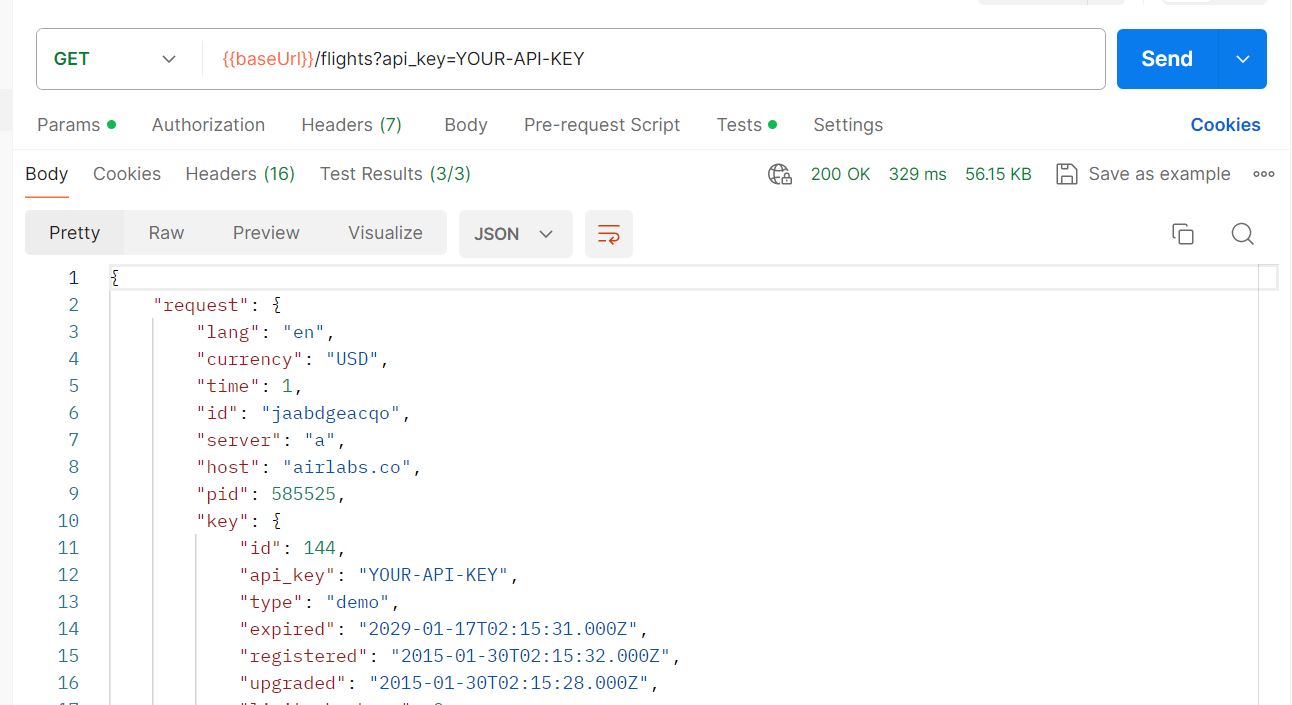 GET {{baseUrl}}/flights?api_key=YOUR-API-KEY Send
Params Authorization Headers (7) Body Pre-request Script Tests Settings Cookies
Body Cookies Headers (16) Test Results (3/3) 200 OK 329 ms 56.15 KB Save as example
Pretty Raw Preview Visualize JSON
1 {
2 "request": {
3 "lang": "en",
4 "currency": "USD",
5 "time": 1,
6 "id": "jaabdgeacqo",
7 "server": "a",
8 "host": "airlabs.co",
9 "pid": 585525,
10 "key": {
11 "id": 144,
12 "api_key": "YOUR-API-KEY",
13 "type": "demo",
14 "expired": "2029-01-17T02:15:31.000Z",
15 "registered": "2015-01-30T02:15:32.000Z",
16 "upgraded": "2015-01-30T02:15:28.000Z",
17